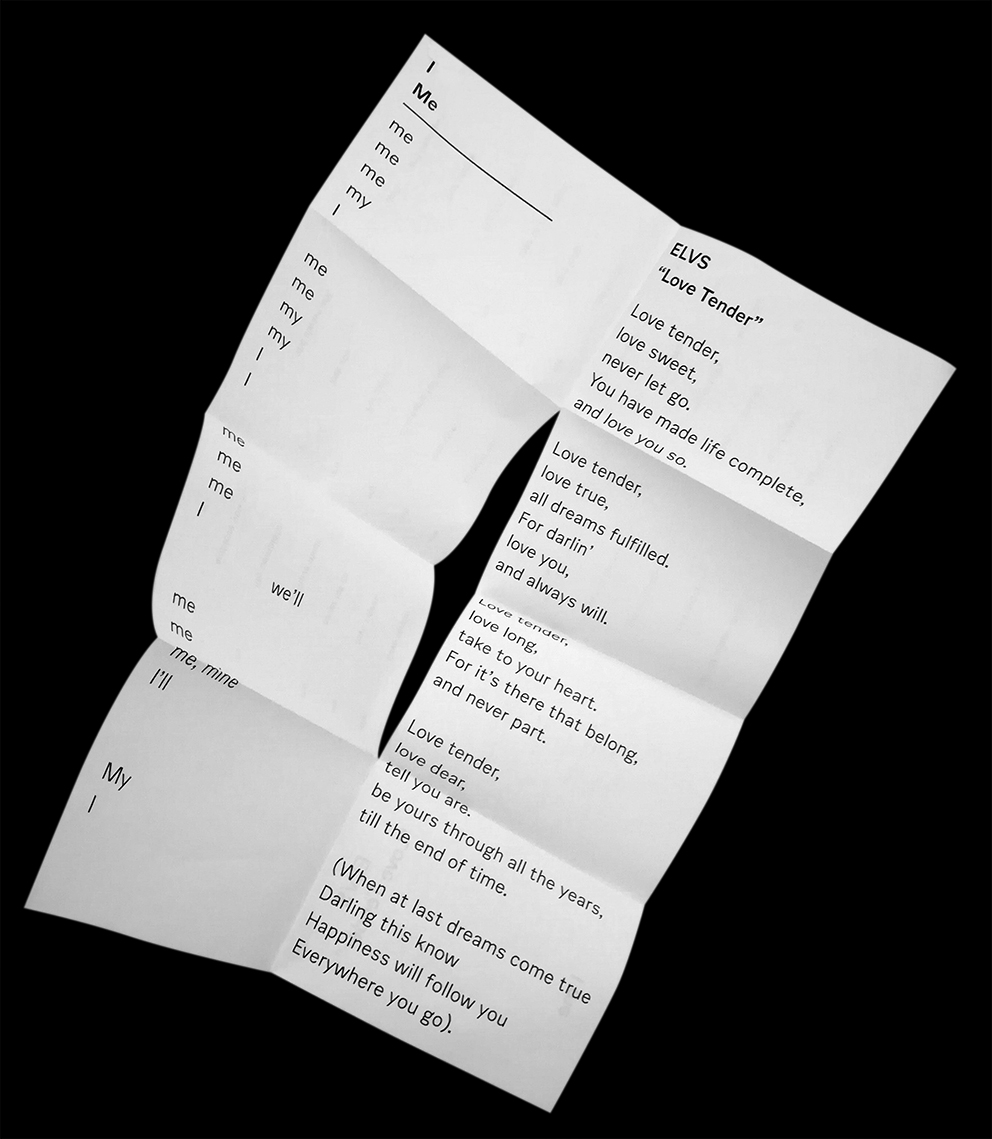 I
Me
me
me
me
my
I
me
me
my
my
I
I
me
me
me
I
we'll
me
me
me, mine
I'll
My
I
ELVS
“Love Tender”
Love tender,
love sweet,
never let go.
You have made life complete,
and love you so.
Love tender,
love true,
all dreams fulfilled.
For darlin’
love you,
and always will.
Love tender,
love long,
take to your heart.
For it’s there that belong,
and never part.
Love tender,
love dear,
tell you are.
be yours through all the years,
till the end of time.
(When at last dreams come true
Darling this know
Happiness will follow you
Everywhere you go).